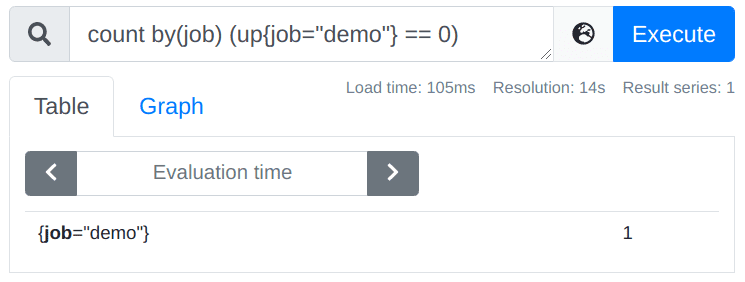 count by(job) (up{job="demo"} == 0)
Execute
Load time: 105ms Resolution: 14s Result series: 1
Table Graph
Evaluation time
{job="demo"} 1